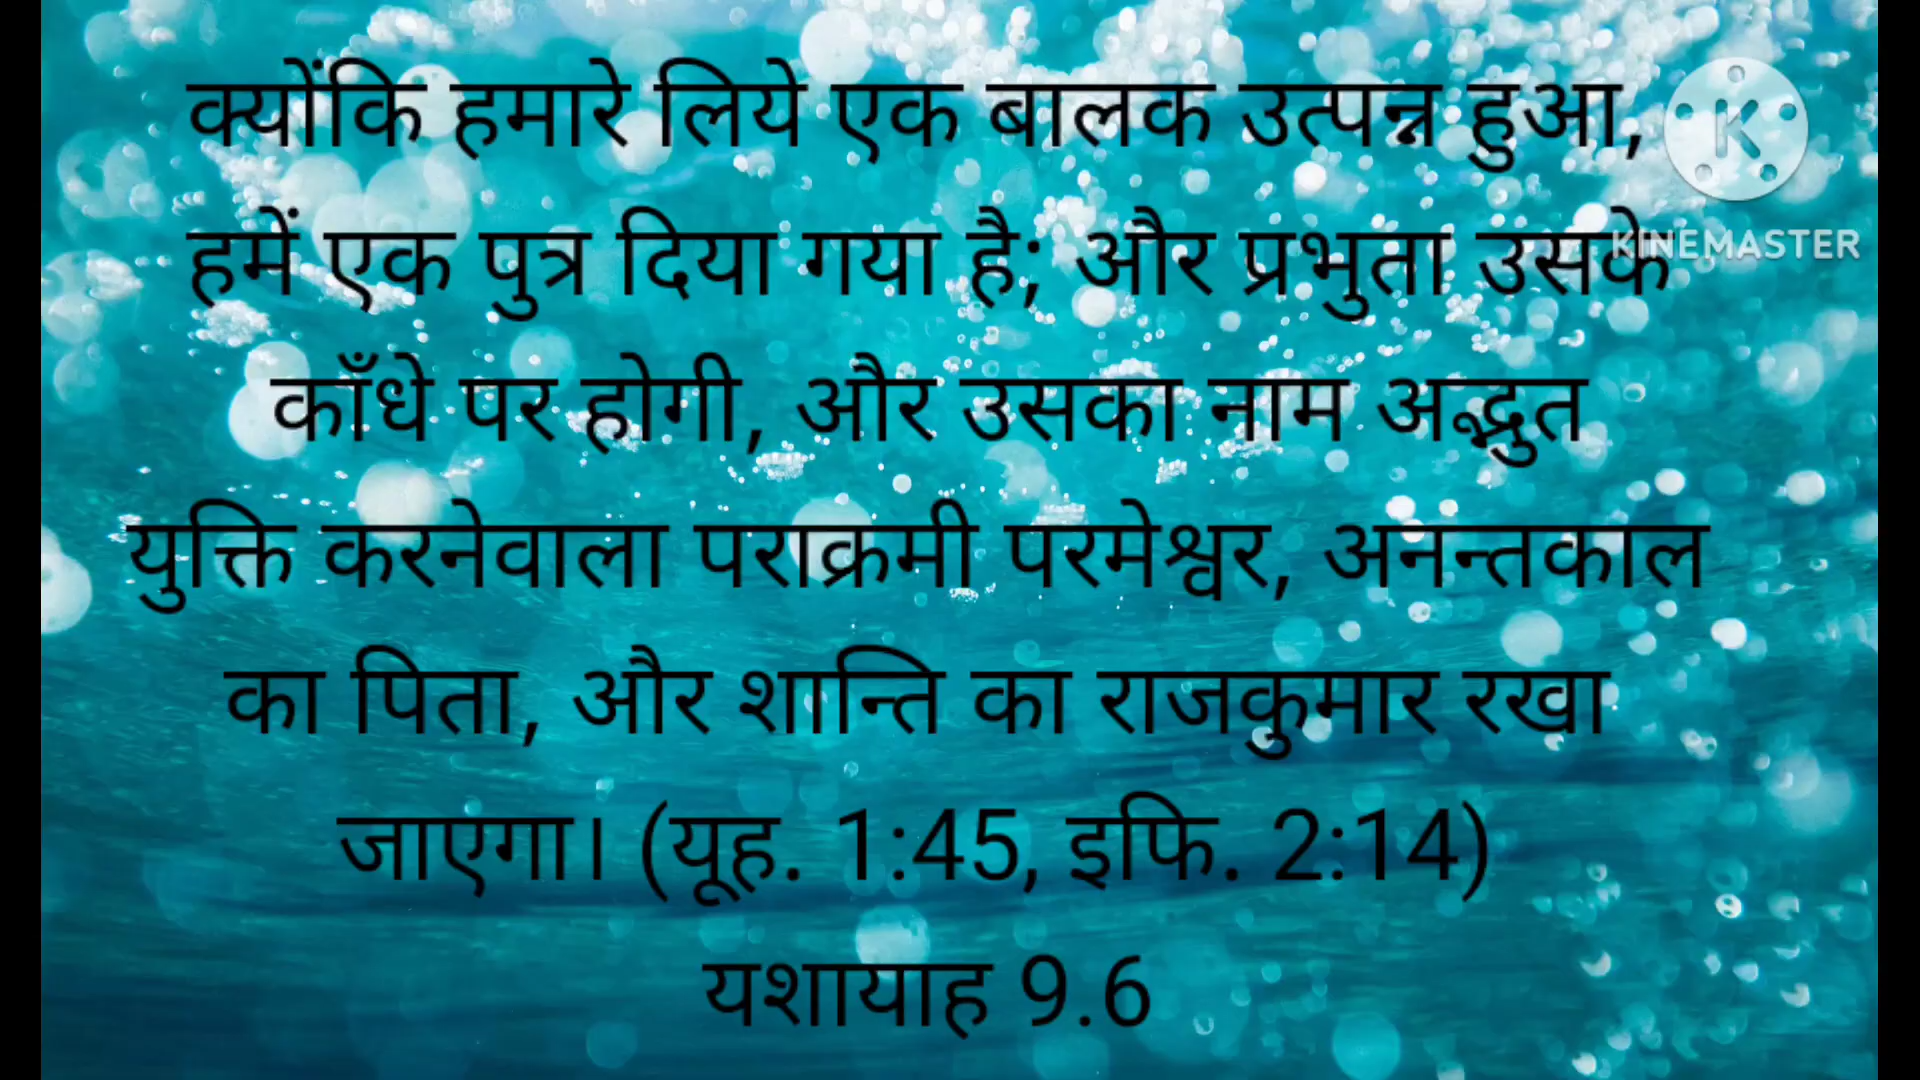 क्योंकि हमारे लिये एक बालक उत्पन्न हुआ,
हमें एक पुत्र दिया गया है; और प्रभुता उसके
काँधे पर होगी, और उसका नाम अद्भुत
युक्ति करनेवाला पराक्रमी परमेश्वर, अनन्तकाल
का पिता, और शान्ति का राजकुमार रखा
जाएगा। (यूह. 1:45, इफि. 2:14)
यशायाह 9.6
K
KINEMASTER